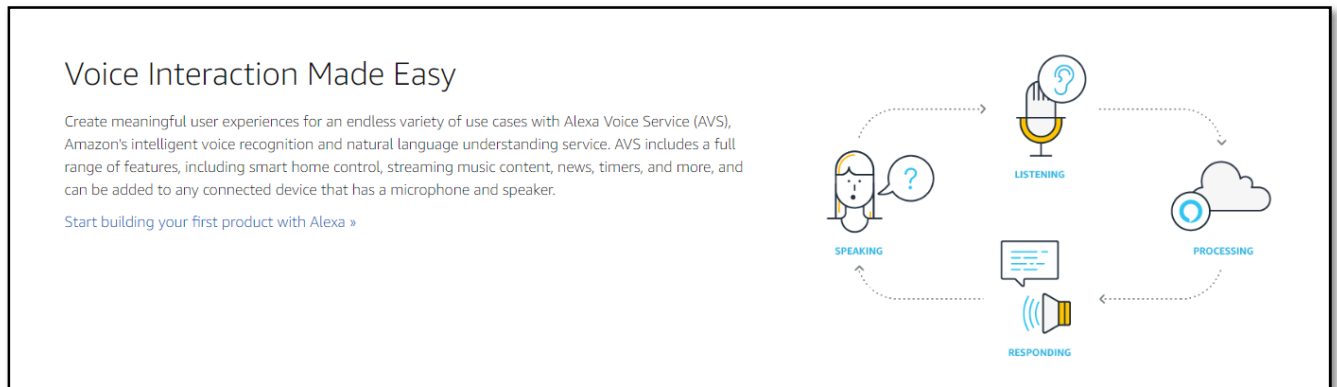 Voice Interaction Made Easy
Create meaningful user experiences for an endless variety of use cases with Alexa Voice Service (AVS),
Amazon's intelligent voice recognition and natural language understanding service. AVS includes a full
range of features, including smart home control, streaming music content, news, timers, and more, and
can be added to any connected device that has a microphone and speaker.
Start building your first product with Alexa »
LISTENING
?
SPEAKING
PROCESSING
RESPONDING